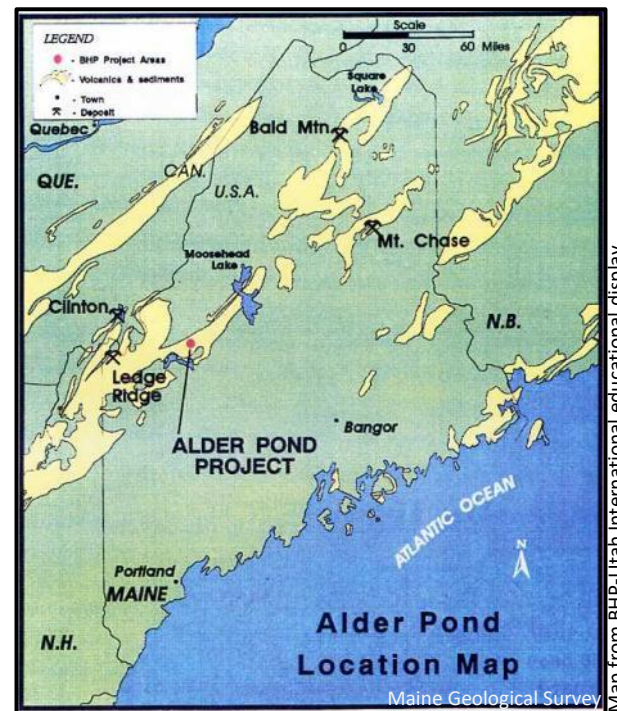 LEGEND
- BHP Project Areas
- Volcanics & sediments
- Town
- Deposit
Scale
0 30 60 Miles
Square
Lake
Quebec
Bald Mtn.
CAN.
QUE.
U.S.A.
Mt. Chase
Moosehead
Lake
Clinton
N.B.
Ledge
Ridge
Bangor
ALDER POND
PROJECT
ATLANTIC OCEAN
N
Portland
MAINE
N.H.
Alder Pond
Location Map
Maine Geological Survey
Map from BHP-Utah International educational display